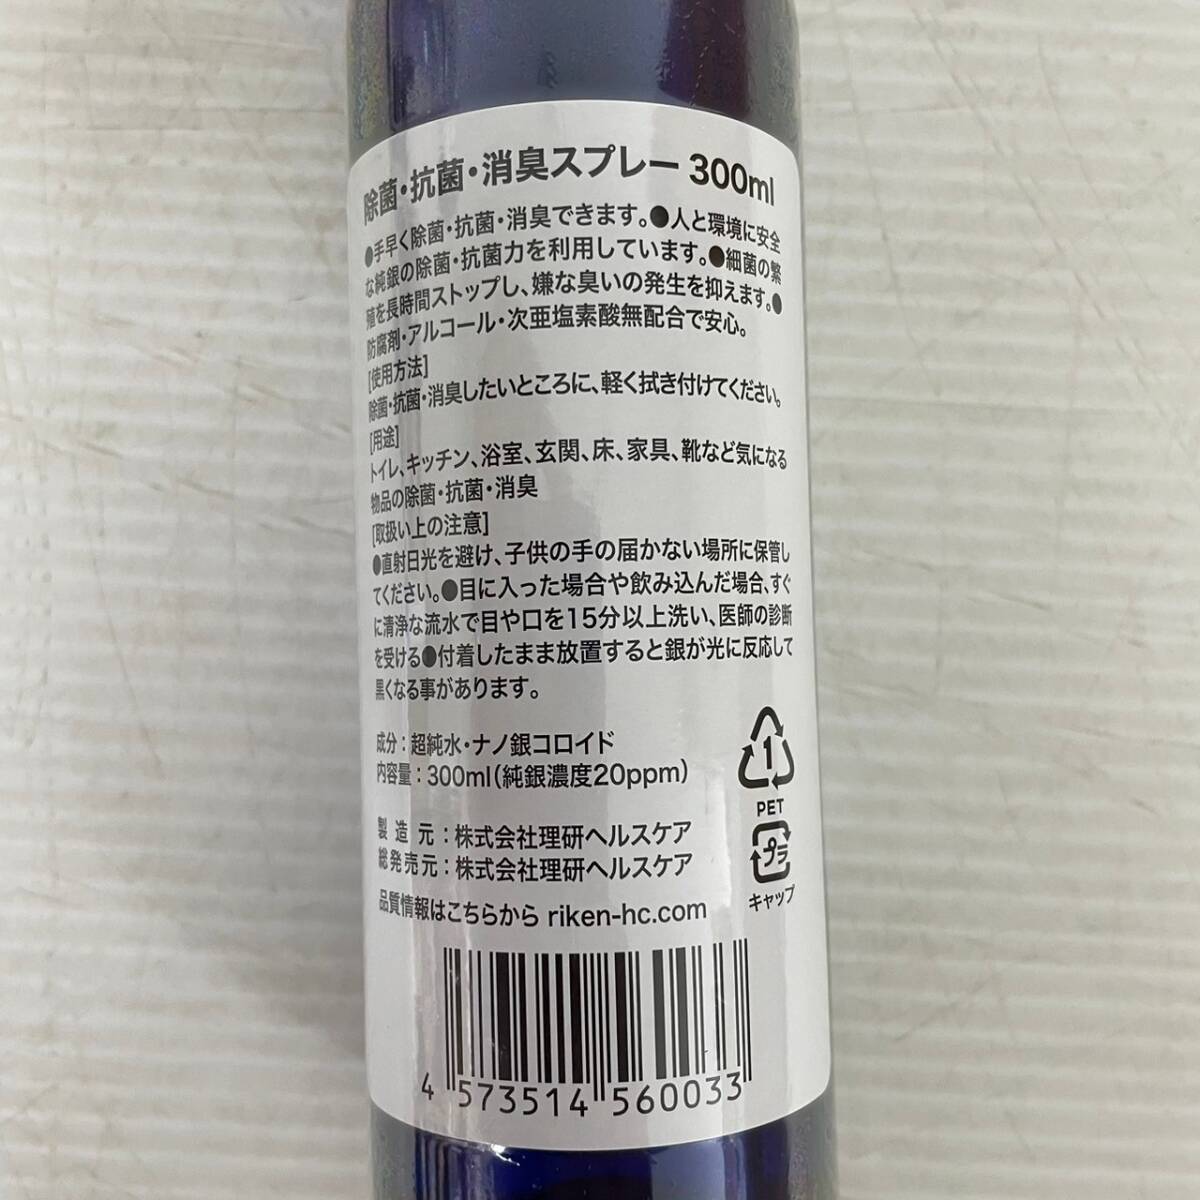 除菌・抗菌・消臭スプレー 300ml
●手早く除菌・抗菌・消臭できます。●人と環境に安全
な純銀の除菌・抗菌力を利用しています。●細菌の繁
殖を長時間ストップし、嫌な臭いの発生を抑えます。●
防腐剤・アルコール・次亜塩素酸無配合で安心。
[使用方法]
除菌・抗菌・消臭したいところに、軽く拭き付けてください。
[用途]
トイレ、キッチン、浴室、玄関、床、家具、靴など気になる
物品の除菌・抗菌・消臭
[取扱い上の注意]
●直射日光を避け、子供の手の届かない場所に保管し
てください。●目に入った場合や飲み込んだ場合、すぐ
に清浄な流水で目や口を15分以上洗い、医師の診断
を受ける●付着したまま放置すると銀が光に反応して
黒くなる事があります。
成分：超純水・ナノ銀コロイド
内容量：300ml(純銀濃度20ppm)
1
PET
製造元：株式会社理研ヘルスケア
総発売元：株式会社理研ヘルスケア
プラ
キャップ
品質情報はこちらから riken-hc.com
4 573514 560033